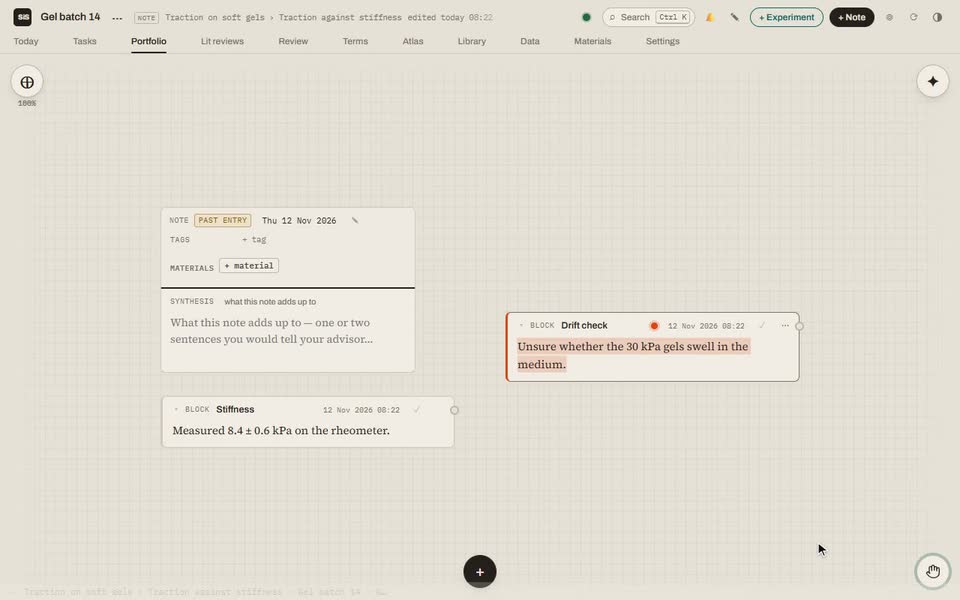 SiS Gel batch 14 ... NOTE Traction on soft gels › Traction against stiffness edited today 08:22 Search Ctrl K + Experiment + Note
Today Tasks Portfolio Lit reviews Review Terms Atlas Library Data Materials Settings
100%
NOTE PAST ENTRY Thu 12 Nov 2026
TAGS + tag
MATERIALS + material
SYNTHESIS what this note adds up to
What this note adds up to — one or two
sentences you would tell your advisor...
BLOCK Drift check 12 Nov 2026 08:22 ...
Unsure whether the 30 kPa gels swell in the
medium.
BLOCK Stiffness 12 Nov 2026 08:22
Measured 8.4 ± 0.6 kPa on the rheometer.
+
Traction on soft gels › Traction against stiffness Gel batch 14